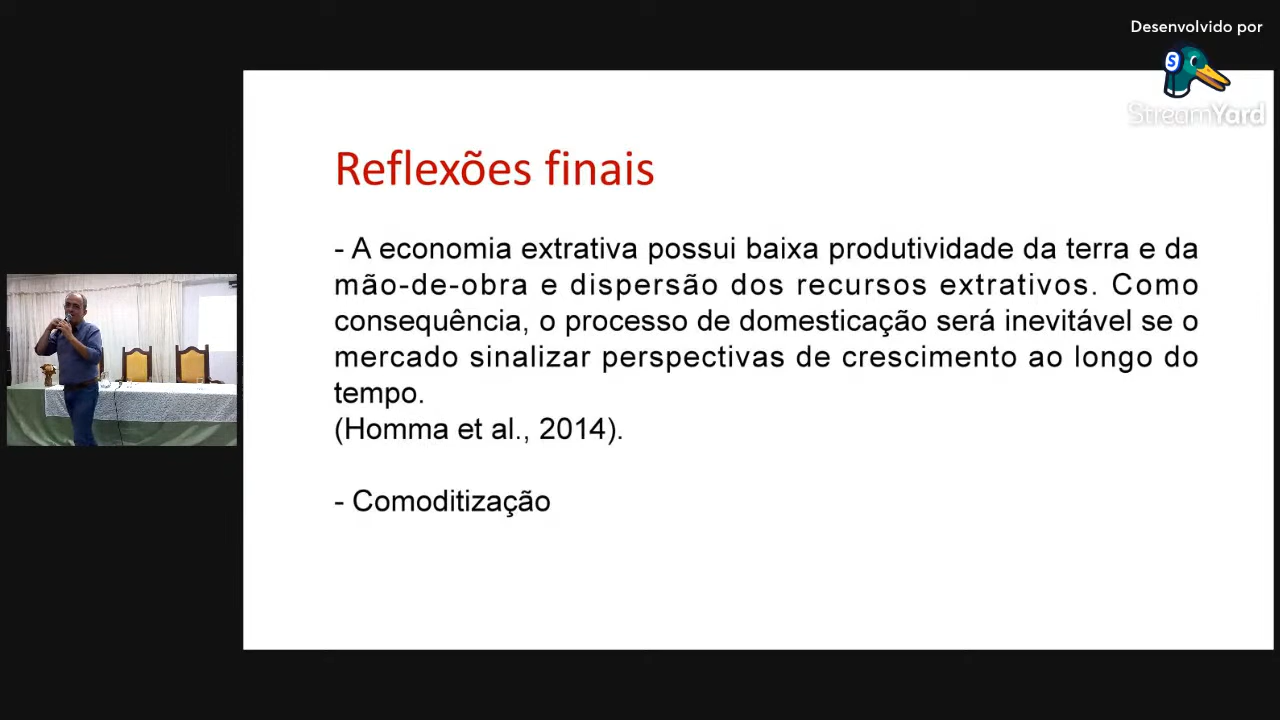 Desenvolvido por
StreamYard
Reflexões finais
- A economia extrativa possui baixa produtividade da terra e da
mão-de-obra e dispersão dos recursos extrativos. Como
consequência, o processo de domesticação será inevitável se o
mercado sinalizar perspectivas de crescimento ao longo do
tempo.
(Homma et al., 2014).
- Comoditização